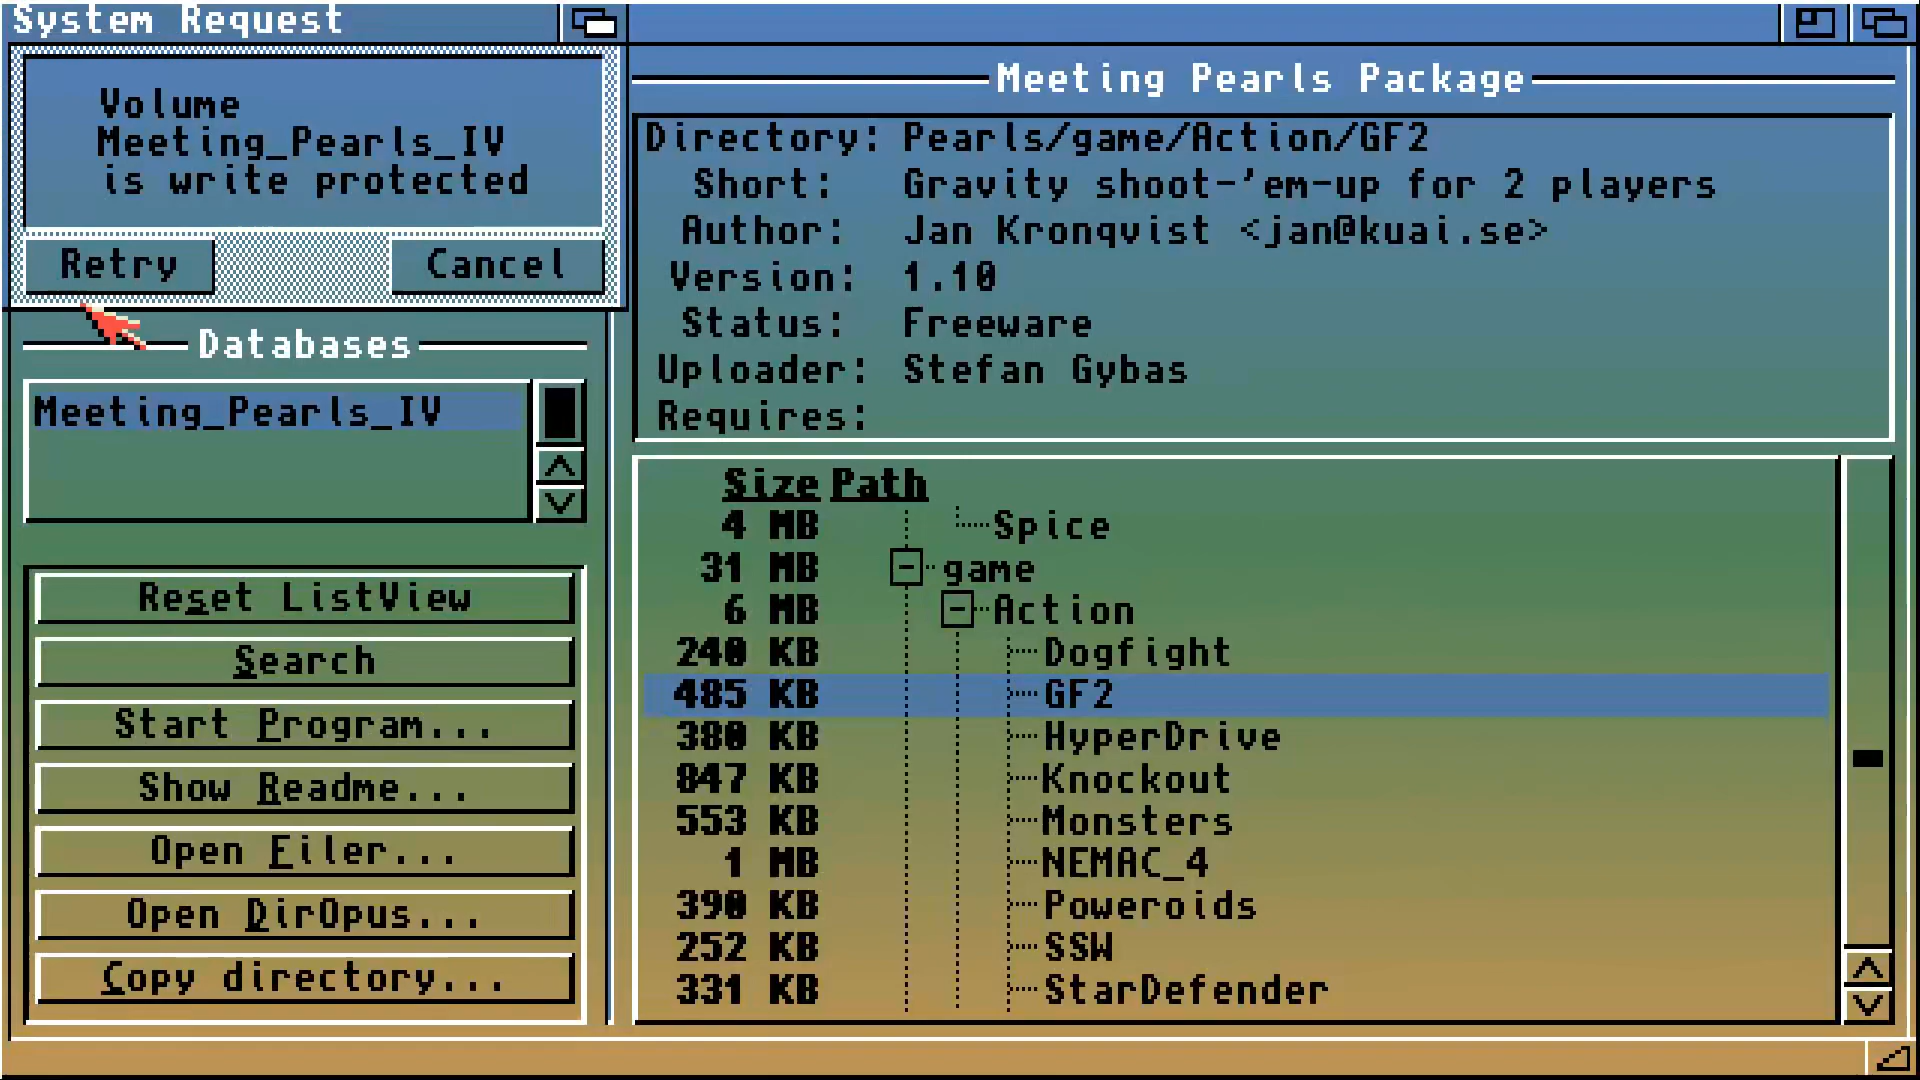 System Request
Volume
Meeting_Pearls_IV
is write protected
Retry
Cancel
Databases
Meeting_Pearls_IV
Reset ListView
Search
Start Program...
Show Readme...
Open Filer...
Open DirOpus...
Copy directory...
Meeting Pearls Package
Directory: Pearls/game/Action/GF2
Short: Gravity shoot-'em-up for 2 players
Author: Jan Kronqvist <jan@kuai.se>
Version: 1.10
Status: Freeware
Uploader: Stefan Gybas
Requires:
Size Path
4 MB Spice
31 MB game
6 MB Action
240 KB Dogfight
485 KB GF2
380 KB HyperDrive
847 KB Knockout
553 KB Monsters
1 MB NEMAC_4
390 KB Poweroids
252 KB SSW
331 KB StarDefender